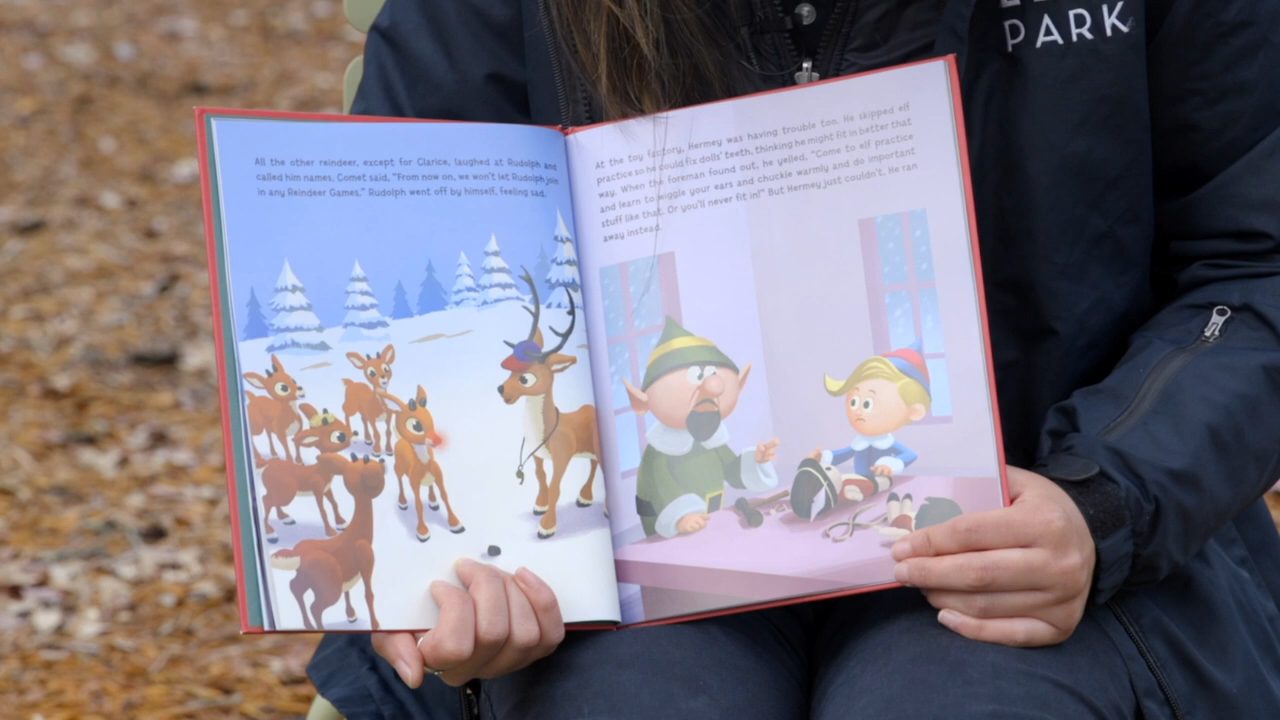 PARK
All the other reindeer, except for Clarice, laughed at Rudolph and
called him names. Comet said, "From now on, we won't let Rudolph join
in any Reindeer Games." Rudolph went off by himself, feeling sad.
At the toy factory, Hermey was having trouble too. He skipped elf
practice so he could fix dolls' teeth, thinking he might fit in better that
way. When the foreman found out, he yelled, "Come to elf practice
and learn to wiggle your ears and chuckle warmly and do important
stuff like that. Or you'll never fit in!" But Hermey just couldn't. He ran
away instead.